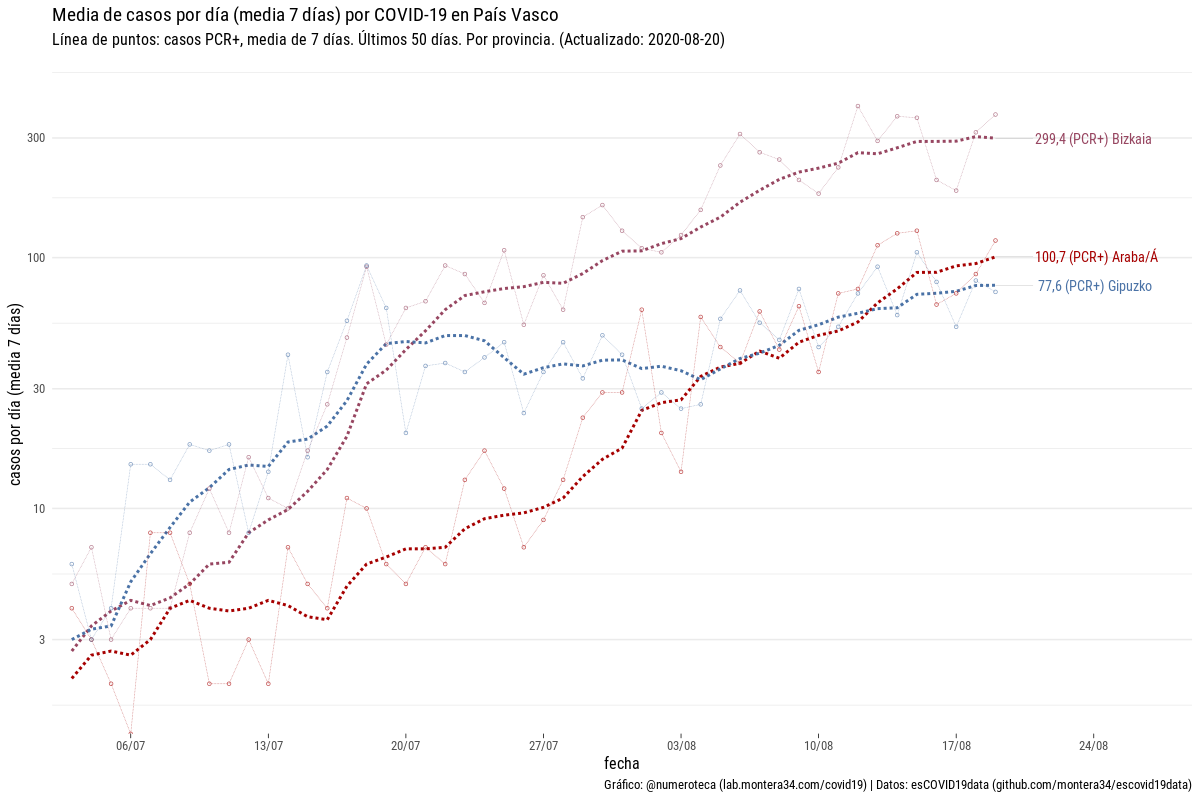 Media de casos por día (media 7 días) por COVID-19 en País Vasco
Línea de puntos: casos PCR+, media de 7 días. Últimos 50 días. Por provincia. (Actualizado: 2020-08-20)
casos por día (media 7 días)
300
100
30
10
3
299,4 (PCR+) Bizkaia
100,7 (PCR+) Araba/Á
77,6 (PCR+) Gipuzko
06/07
13/07
20/07
27/07
03/08
10/08
17/08
24/08
fecha
Gráfico: @numeroteca (lab.montera34.com/covid19) | Datos: esCOVID19data (github.com/montera34/escovid19data)